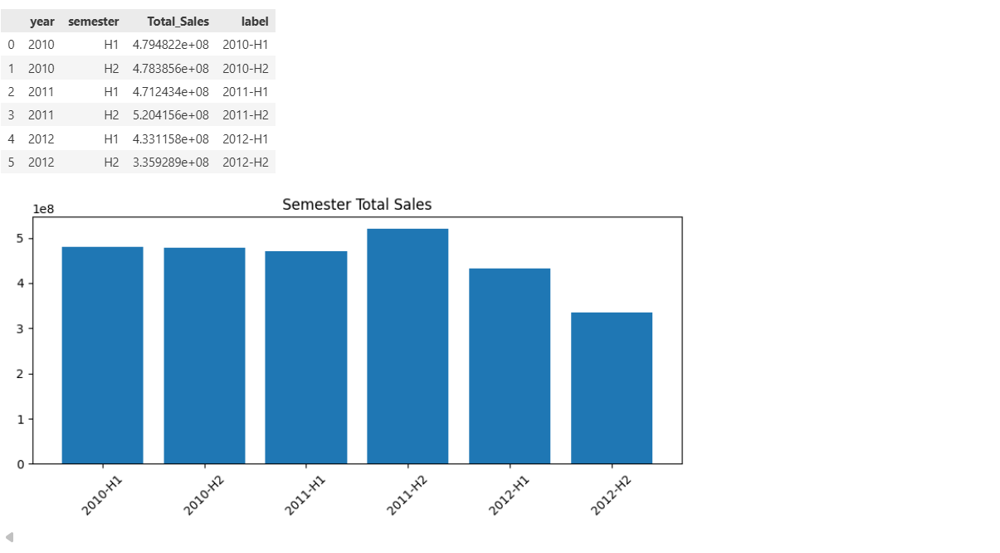 year semester Total_Sales label
0 2010 H1 4.794822e+08 2010-H1
1 2010 H2 4.783856e+08 2010-H2
2 2011 H1 4.712434e+08 2011-H1
3 2011 H2 5.204156e+08 2011-H2
4 2012 H1 4.331158e+08 2012-H1
5 2012 H2 3.359289e+08 2012-H2
Semester Total Sales
1e8
5
4
3
2
1
0
2010-H1 2010-H2 2011-H1 2011-H2 2012-H1 2012-H2